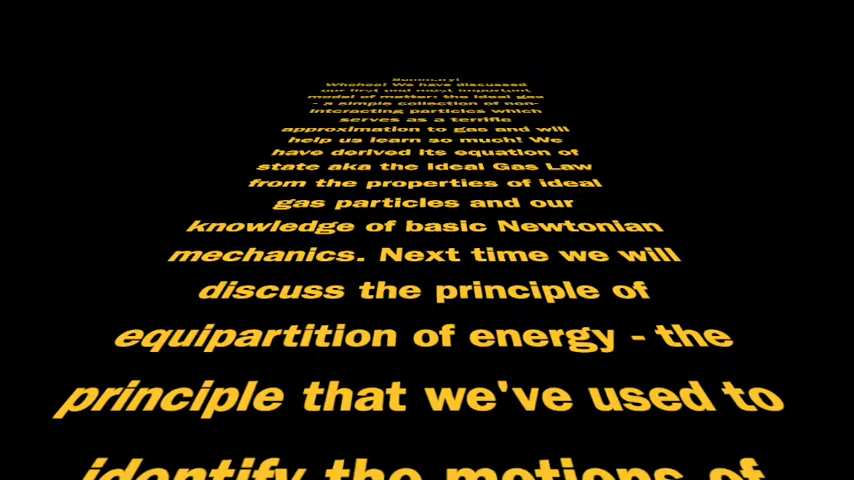 Summary!
Whohoo! We have discussed
our first and most important
model of matter: the ideal gas
- a simple collection of non-
interacting particles which
serves as a terrific
approximation to gas and will
help us learn so much! We
have derived its equation of
state aka the Ideal Gas Law
from the properties of ideal
gas particles and our
knowledge of basic Newtonian
mechanics. Next time we will
discuss the principle of
equipartition of energy - the
principle that we've used to
identify the motions of